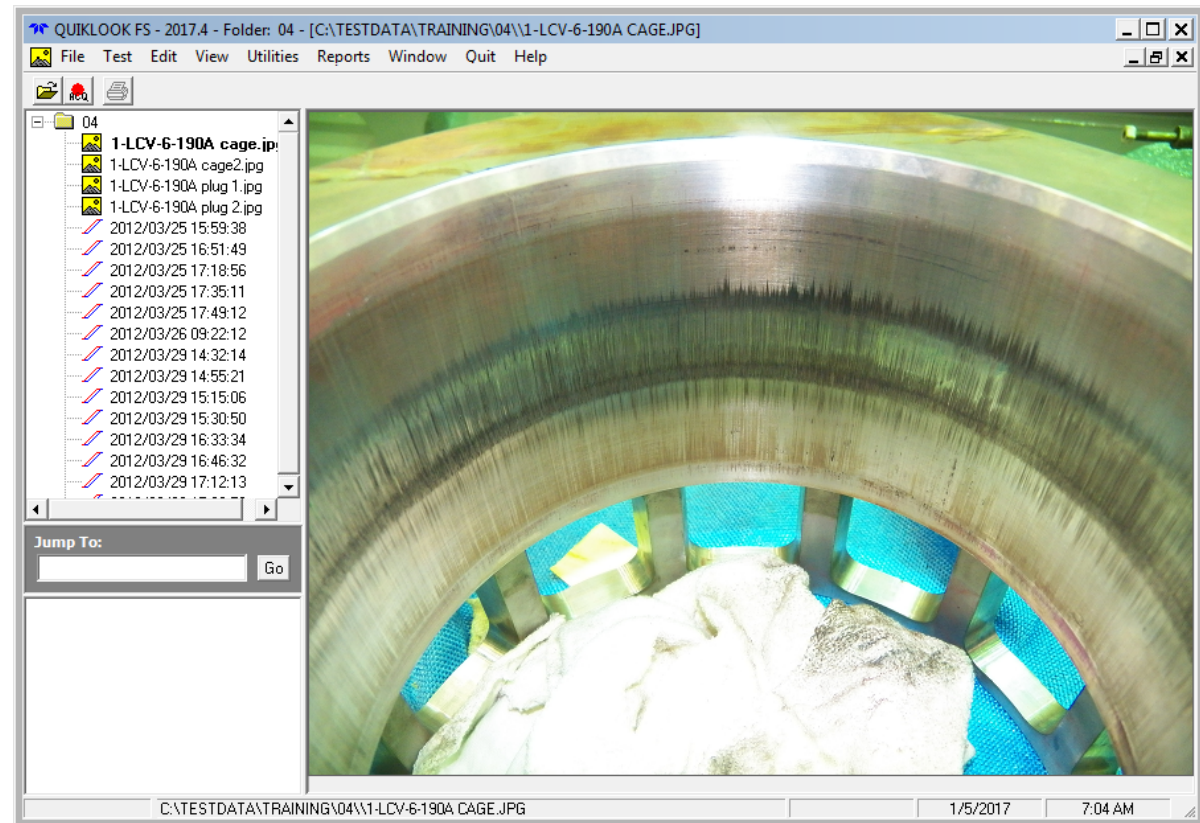 QUIKLOOK FS - 2017.4 - Folder: 04 - [C:\TESTDATA\TRAINING\04\\1-LCV-6-190A CAGE.JPG]
File Test Edit View Utilities Reports Window Quit Help
ACQ
04
1-LCV-6-190A cage.jp
1-LCV-6-190A cage2.jpg
1-LCV-6-190A plug 1.jpg
1-LCV-6-190A plug 2.jpg
2012/03/25 15:59:38
2012/03/25 16:51:49
2012/03/25 17:18:56
2012/03/25 17:35:11
2012/03/25 17:49:12
2012/03/26 09:22:12
2012/03/29 14:32:14
2012/03/29 14:55:21
2012/03/29 15:15:06
2012/03/29 15:30:50
2012/03/29 16:33:34
2012/03/29 16:46:32
2012/03/29 17:12:13
Jump To:
Go
C:\TESTDATA\TRAINING\04\\1-LCV-6-190A CAGE.JPG 1/5/2017 7:04 AM